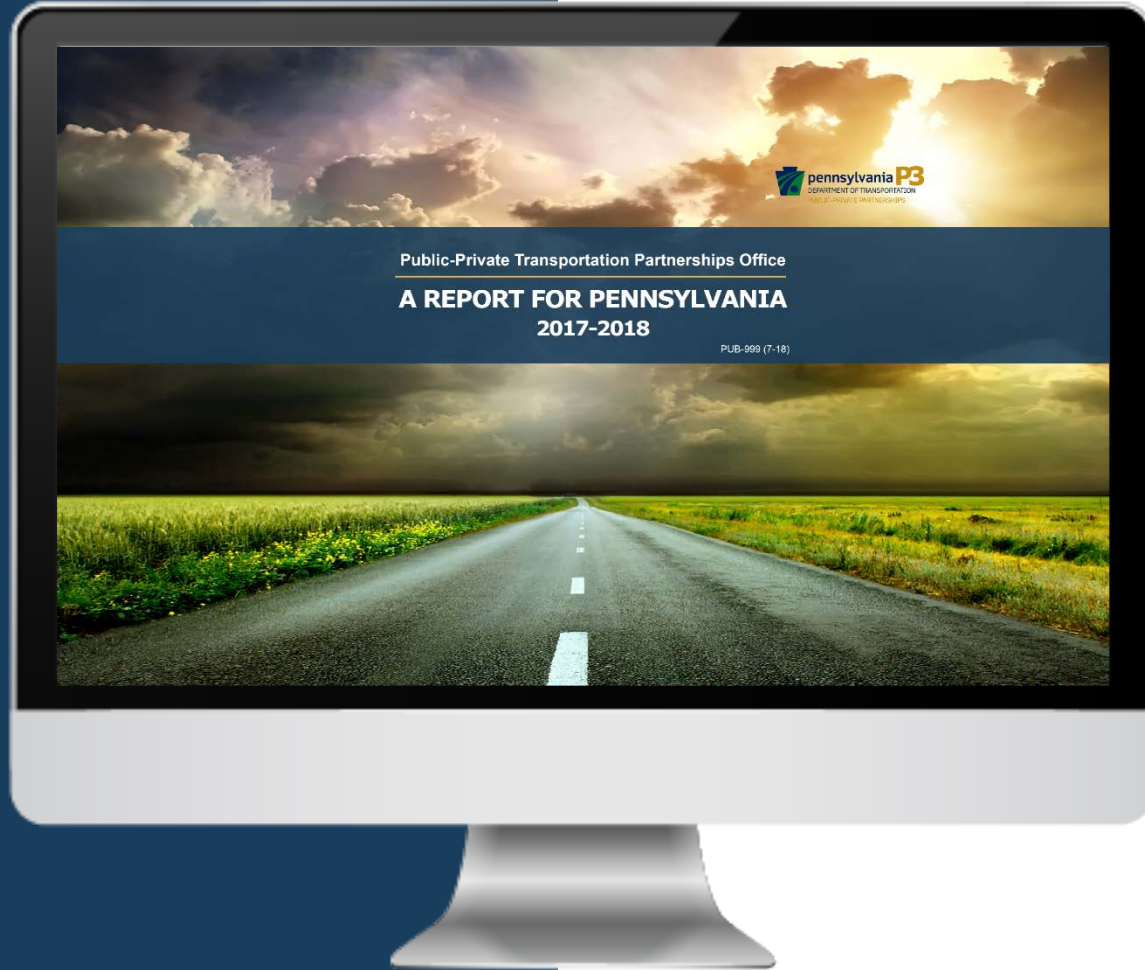 pennsylvania P3
DEPARTMENT OF TRANSPORTATION
PUBLIC-PRIVATE PARTNERSHIPS
Public-Private Transportation Partnerships Office
A REPORT FOR PENNSYLVANIA
2017-2018
PUB-999 (7-18)